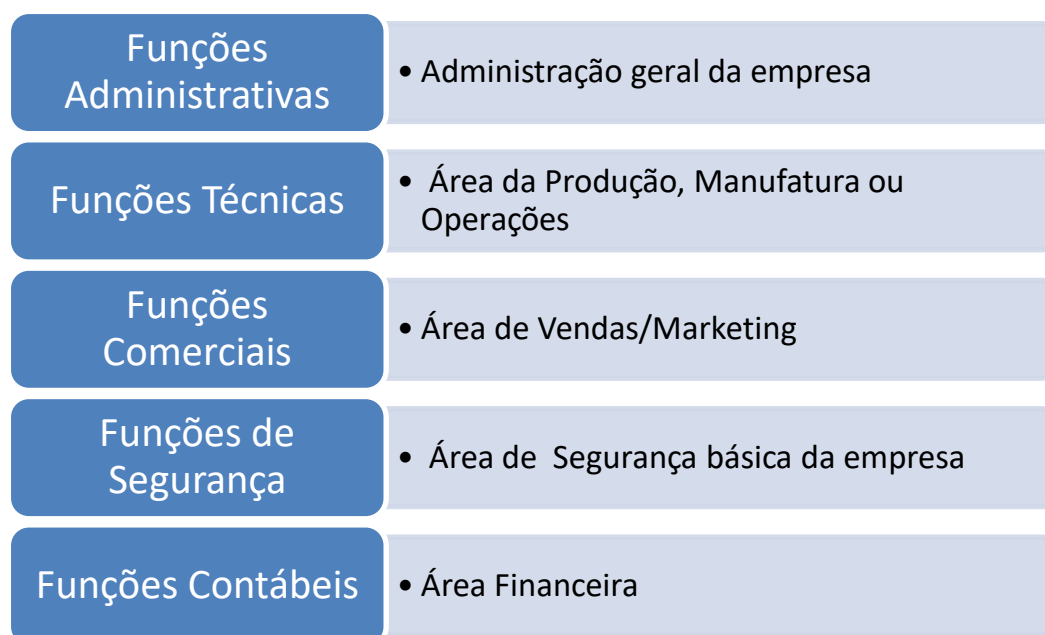 Funções
Administrativas
• Administração geral da empresa
Funções Técnicas
• Área da Produção, Manufatura ou
Operações
Funções
Comerciais
• Área de Vendas/Marketing
Funções de
Segurança
• Área de Segurança básica da empresa
Funções Contábeis
• Área Financeira